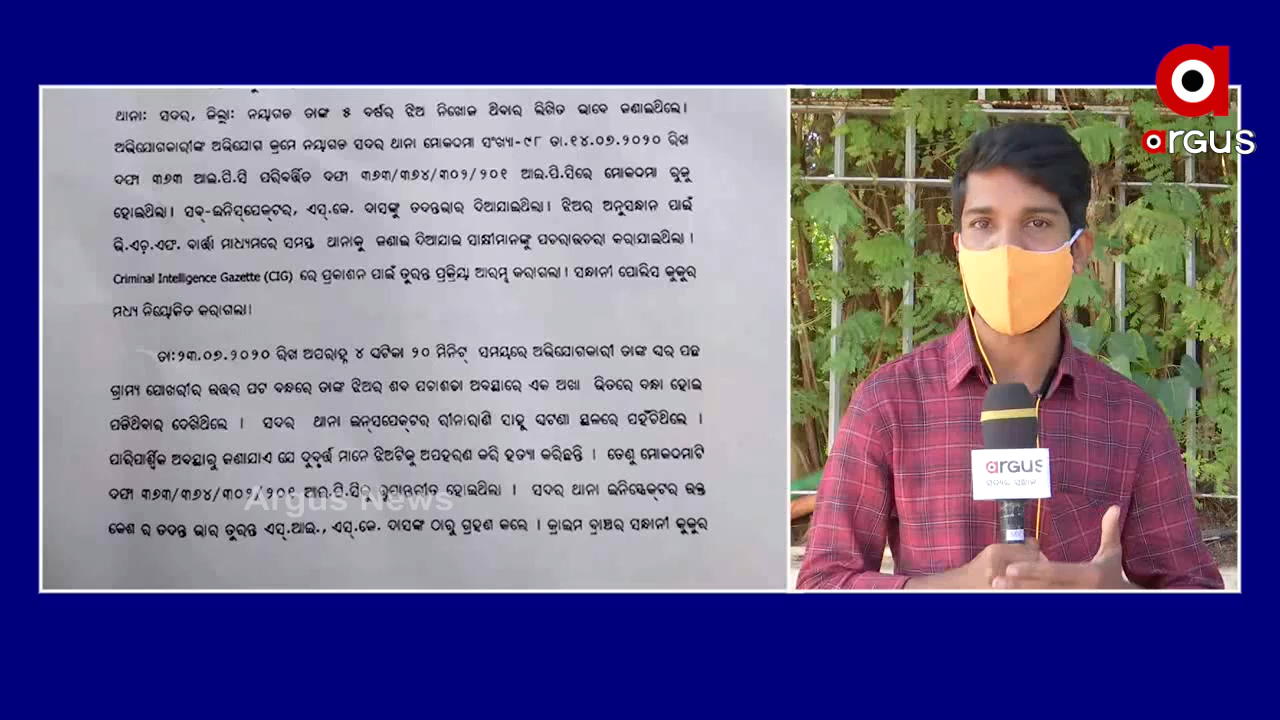 ଥାନା: ସଦର, ଜିଲ୍ଲା: ନୟାଗଡ ତାଙ୍କ ୫ ବର୍ଷର ଝିଅ ନିଖୋଜ ଥିବାର ଲିଖିତ ଭାବେ ଜଣାଇଥିଲେ।
ଅଭିଯୋଗକାରୀଙ୍କ ଅଭିଯୋଗ କ୍ରମେ ନୟାଗଡ ସଦର ଥାନା ମୋକଦମା ସଂଖ୍ୟା-୯୮ ତା.୧୪.୦୭.୨୦୨୦ ରିଖ
ଦଫା ୩୬୩ ଆଇ.ପି.ସି ପରିବର୍ତ୍ତିତ ଦଫା ୩୬୩/୩୬୪/୩୦୨/୨୦୧ ଆଇ.ପି.ସିରେ ମୋକଦମା ରୁଜୁ
ହୋଇଥିଲା। ସବ୍-ଇନିସ୍ପେକ୍ଟର, ଏସ୍.କେ. ଦାସଙ୍କୁ ତଦନ୍ତଭାର ଦିଆଯାଇଥିଲା। ଝିଅର ଅନୁସନ୍ଧାନ ପାଇଁ
ଭି.ଏଚ୍.ଏଫ. ବାର୍ତ୍ତା ମାଧ୍ୟମରେ ସମସ୍ତ ଥାନାକୁ ଜଣାଇ ଦିଆଯାଇ ସାକ୍ଷୀମାନଙ୍କୁ ପଚରାଉଚରା କରାଯାଇଥିଲା ।
Criminal Intelligence Gazette (CIG) ରେ ପ୍ରକାଶନ ପାଇଁ ତୁରନ୍ତ ପ୍ରକ୍ରିୟା ଆରମ୍ଭ କରାଗଲା। ସନ୍ଧାନୀ ପୋଲିସ କୁକୁର
ମଧ୍ୟ ନିୟୋଜିତ କରାଗଲା।
ତା:୨୩.୦୭.୨୦୨୦ ରିଖ ଅପରାହ୍ନ ୪ ଘଟିକା ୨୦ ମିନିଟ୍ ସମୟରେ ଅଭିଯୋଗକାରୀ ତାଙ୍କ ଘର ପଛ
ଗ୍ରାମ୍ୟ ପୋଖରୀର ଉତ୍ତର ପଟ ବନ୍ଧରେ ତାଙ୍କ ଝିଅର ଶବ ପଚାଶଢା ଅବସ୍ଥାରେ ଏକ ଅଖା ଭିତରେ ବନ୍ଧା ହୋଇ
ପଡିଥିବାର ଦେଖିଥିଲେ । ସଦର ଥାନା ଇନ୍ସପେକ୍ଟର ରୀନାରାଣି ସାହୁ ଘଟଣା ସ୍ଥଳରେ ପହଁଚିଥିଲେ ।
ପାରିପାର୍ଶ୍ୱିକ ଅବସ୍ଥାରୁ ଜଣାଯାଏ ଯେ ଦୁର୍ବୃତ୍ତ ମାନେ ଝିଅଟିକୁ ଅପହରଣ କରି ହତ୍ୟା କରିଛନ୍ତି । ତେଣୁ ମୋକଦମାଟି
ଦଫା ୩୬୩/୩୬୪/୩୦୨/୨୦୧ ଆଇ.ପି.ସିକୁ ହୋଇଥିଲା । ସଦର ଥାନା ଇନିସ୍ପେକ୍ଟର ଉକ୍ତ
କେଶ ର ତଦନ୍ତ ଭାର ତୁରନ୍ତ ଏସ୍.ଆଇ., ଏସ୍.କେ. ଦାସଙ୍କ ଠାରୁ ଗ୍ରହଣ କଲେ । କ୍ରାଇମ ବ୍ରାଞ୍ଚର ସନ୍ଧାନୀ କୁକୁର
Argus News
argus
argus